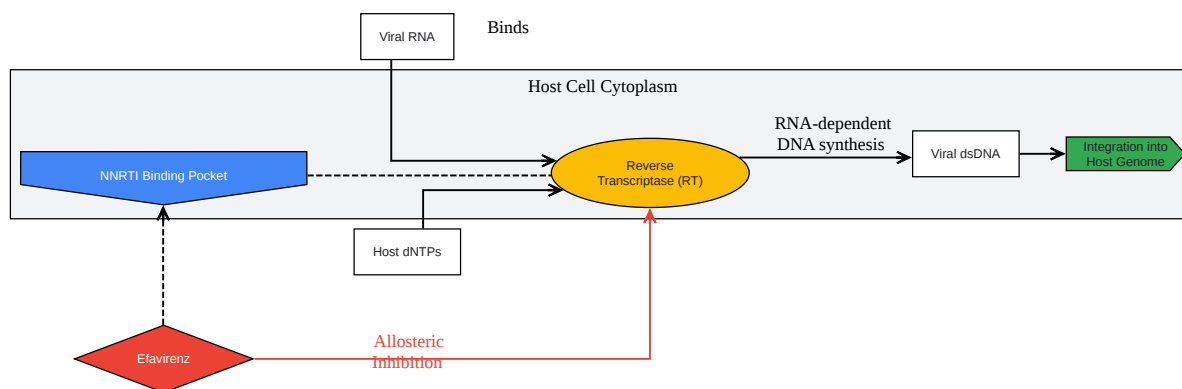 Viral RNA
Binds
Host Cell Cytoplasm
NNRTI Binding Pocket
Reverse
Transcriptase (RT)
RNA-dependent
DNA synthesis
Viral dsDNA
Integration into
Host Genome
Host dNTPs
Efavirenz
Allosteric
Inhibition